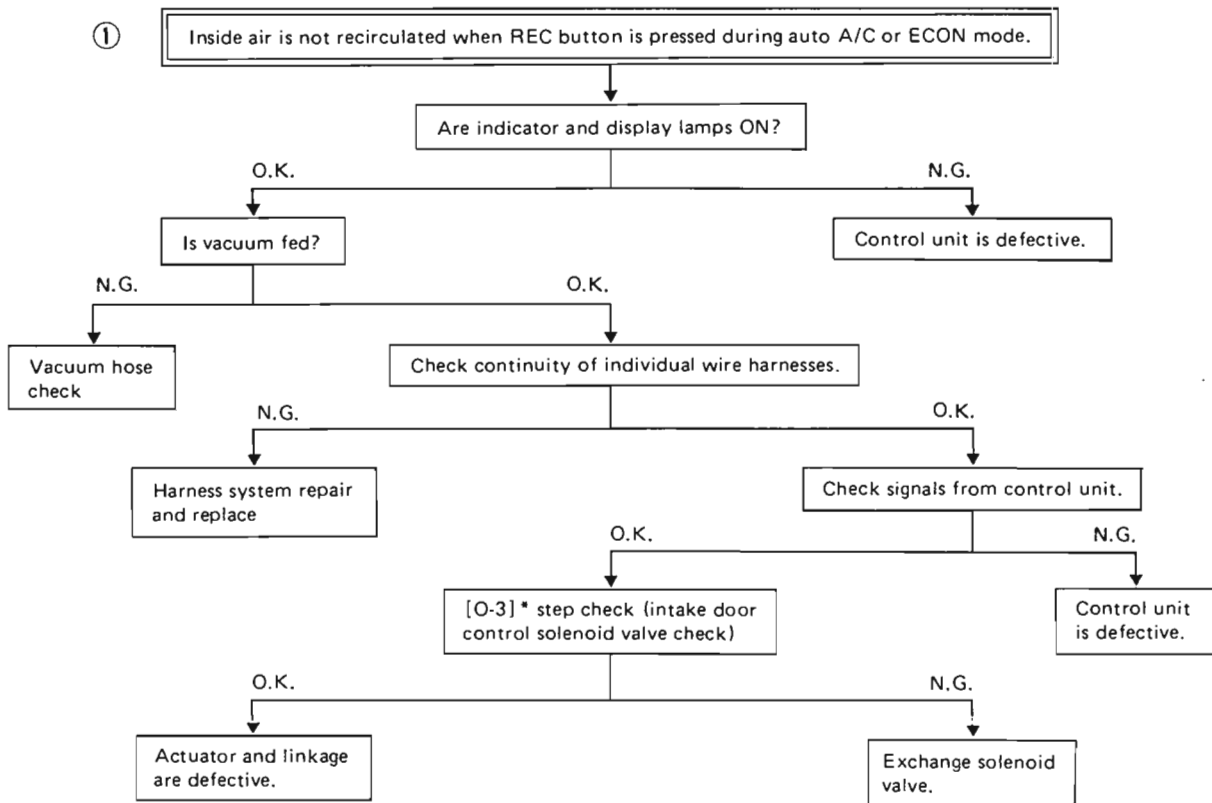 ①
Inside air is not recirculated when REC button is pressed during auto A/C or ECON mode.
Are indicator and display lamps ON?
O.K.
N.G.
Is vacuum fed?
Control unit is defective.
N.G.
O.K.
Vacuum hose
check
Check continuity of individual wire harnesses.
N.G.
O.K.
Harness system repair
and replace
Check signals from control unit.
O.K.
N.G.
[O-3]* step check (intake door
control solenoid valve check)
Control unit
is defective.
O.K.
N.G.
Actuator and linkage
are defective.
Exchange solenoid
valve.